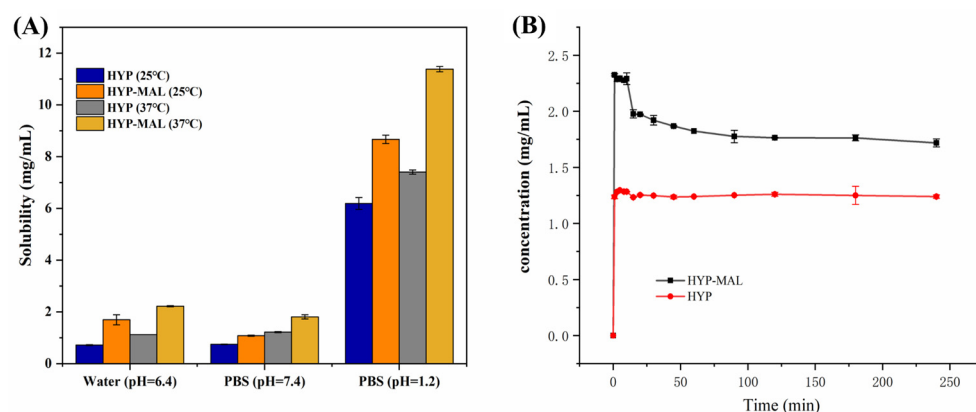 (A)
12
10
8
6
4
2
0
Solubility (mg/mL)
HYP (25℃)
HYP-MAL (25℃)
HYP (37℃)
HYP-MAL (37℃)
Water (pH=6.4)
PBS (pH=7.4)
PBS (pH=1.2)
(B)
2.5
2.0
1.5
1.0
0.5
0.0
concentration (mg/mL)
HYP-MAL
HYP
0
50
100
150
200
250
Time (min)